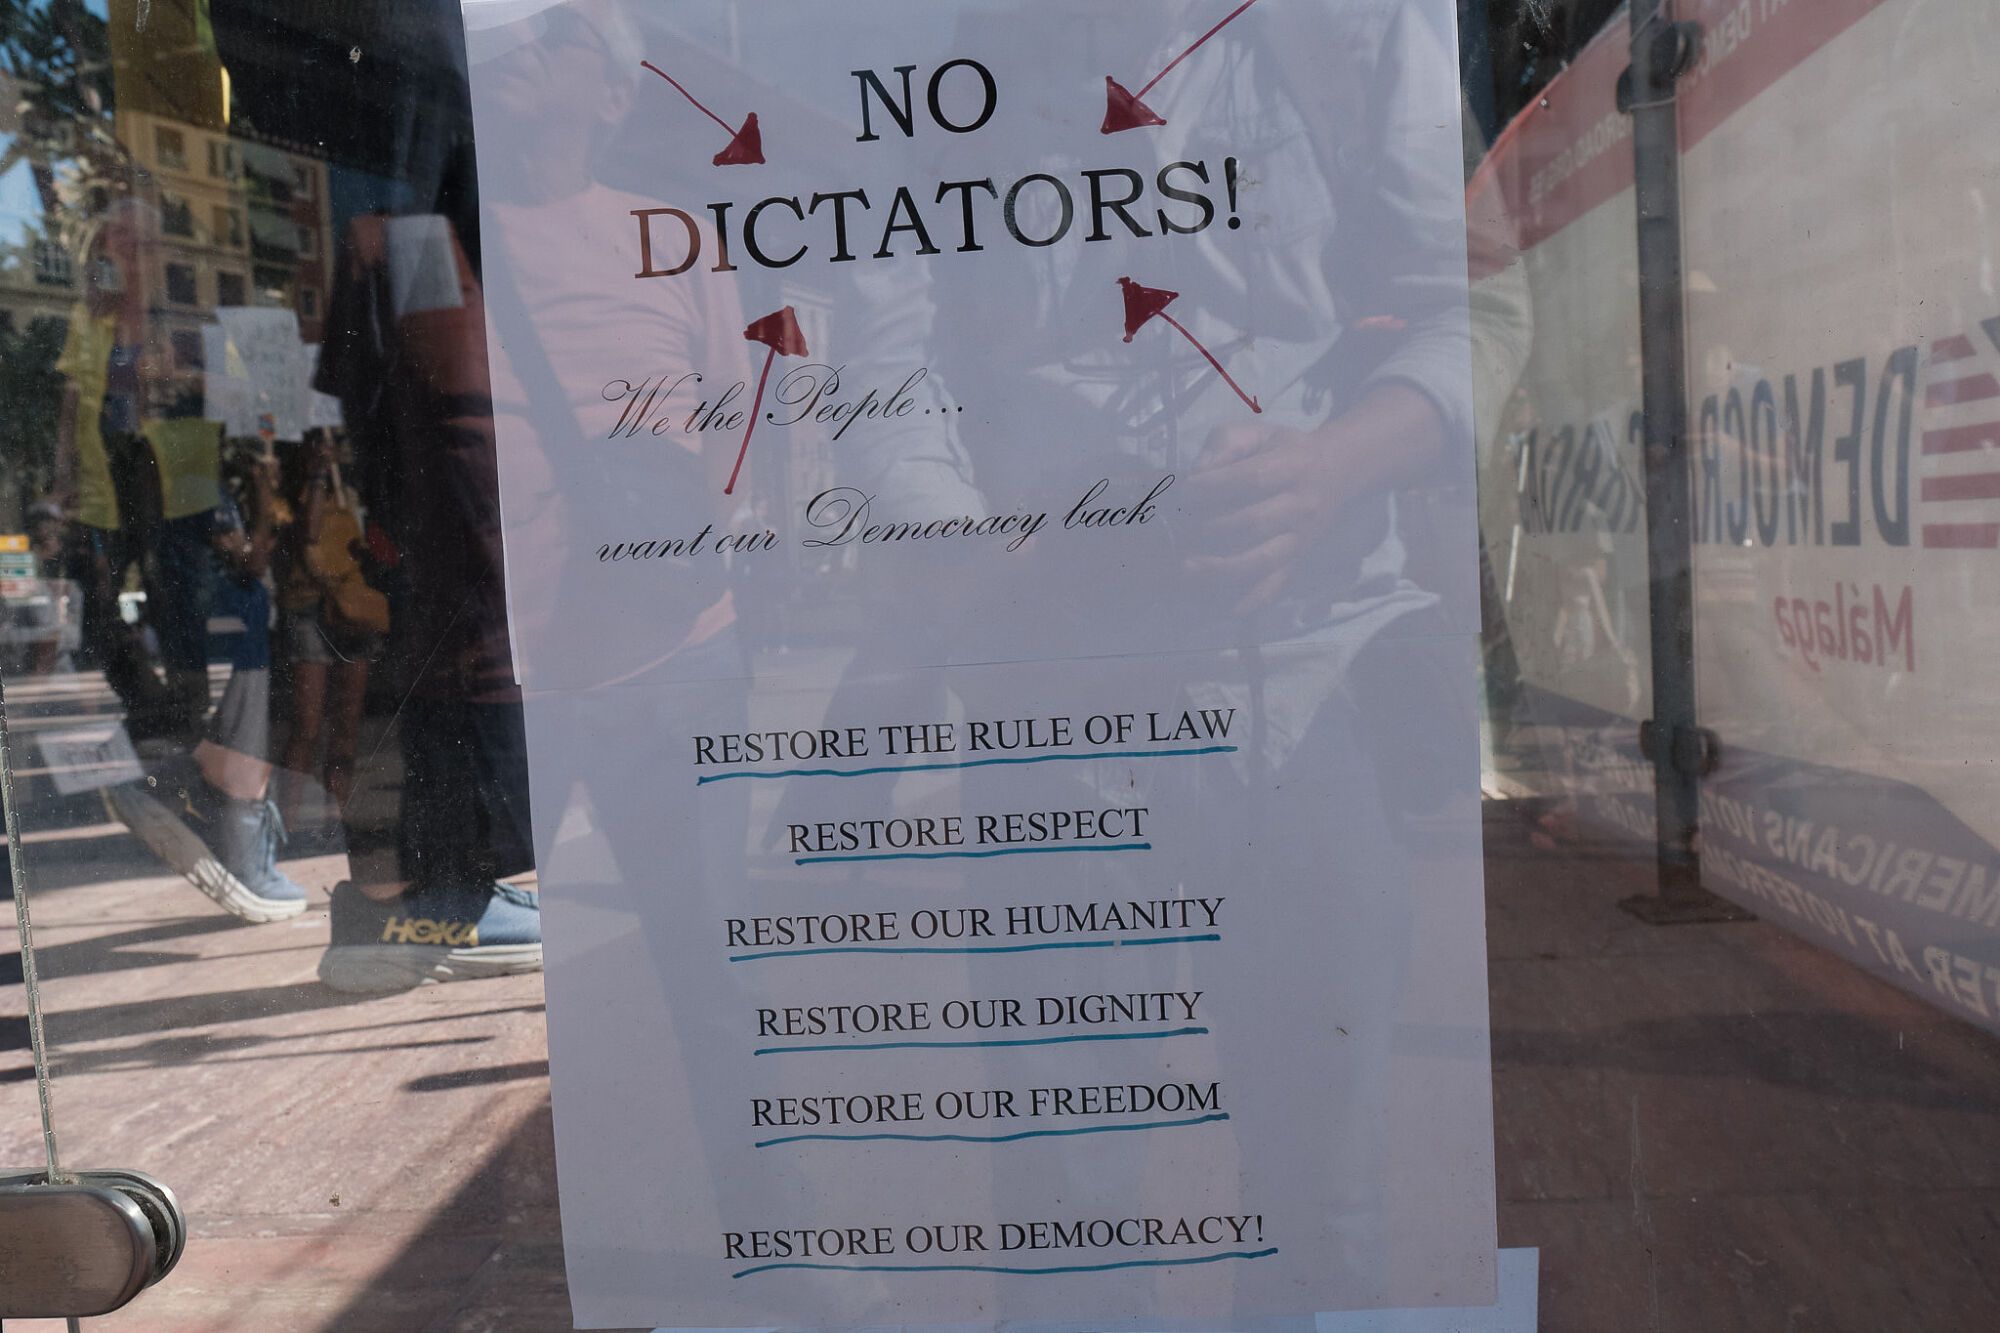 NO
DICTATORS!
We the People...
want our Democracy back
RESTORE THE RULE OF LAW
RESTORE RESPECT
RESTORE OUR HUMANITY
RESTORE OUR DIGNITY
RESTORE OUR FREEDOM
RESTORE OUR DEMOCRACY!
HOKA
DEMOCR
Málaga